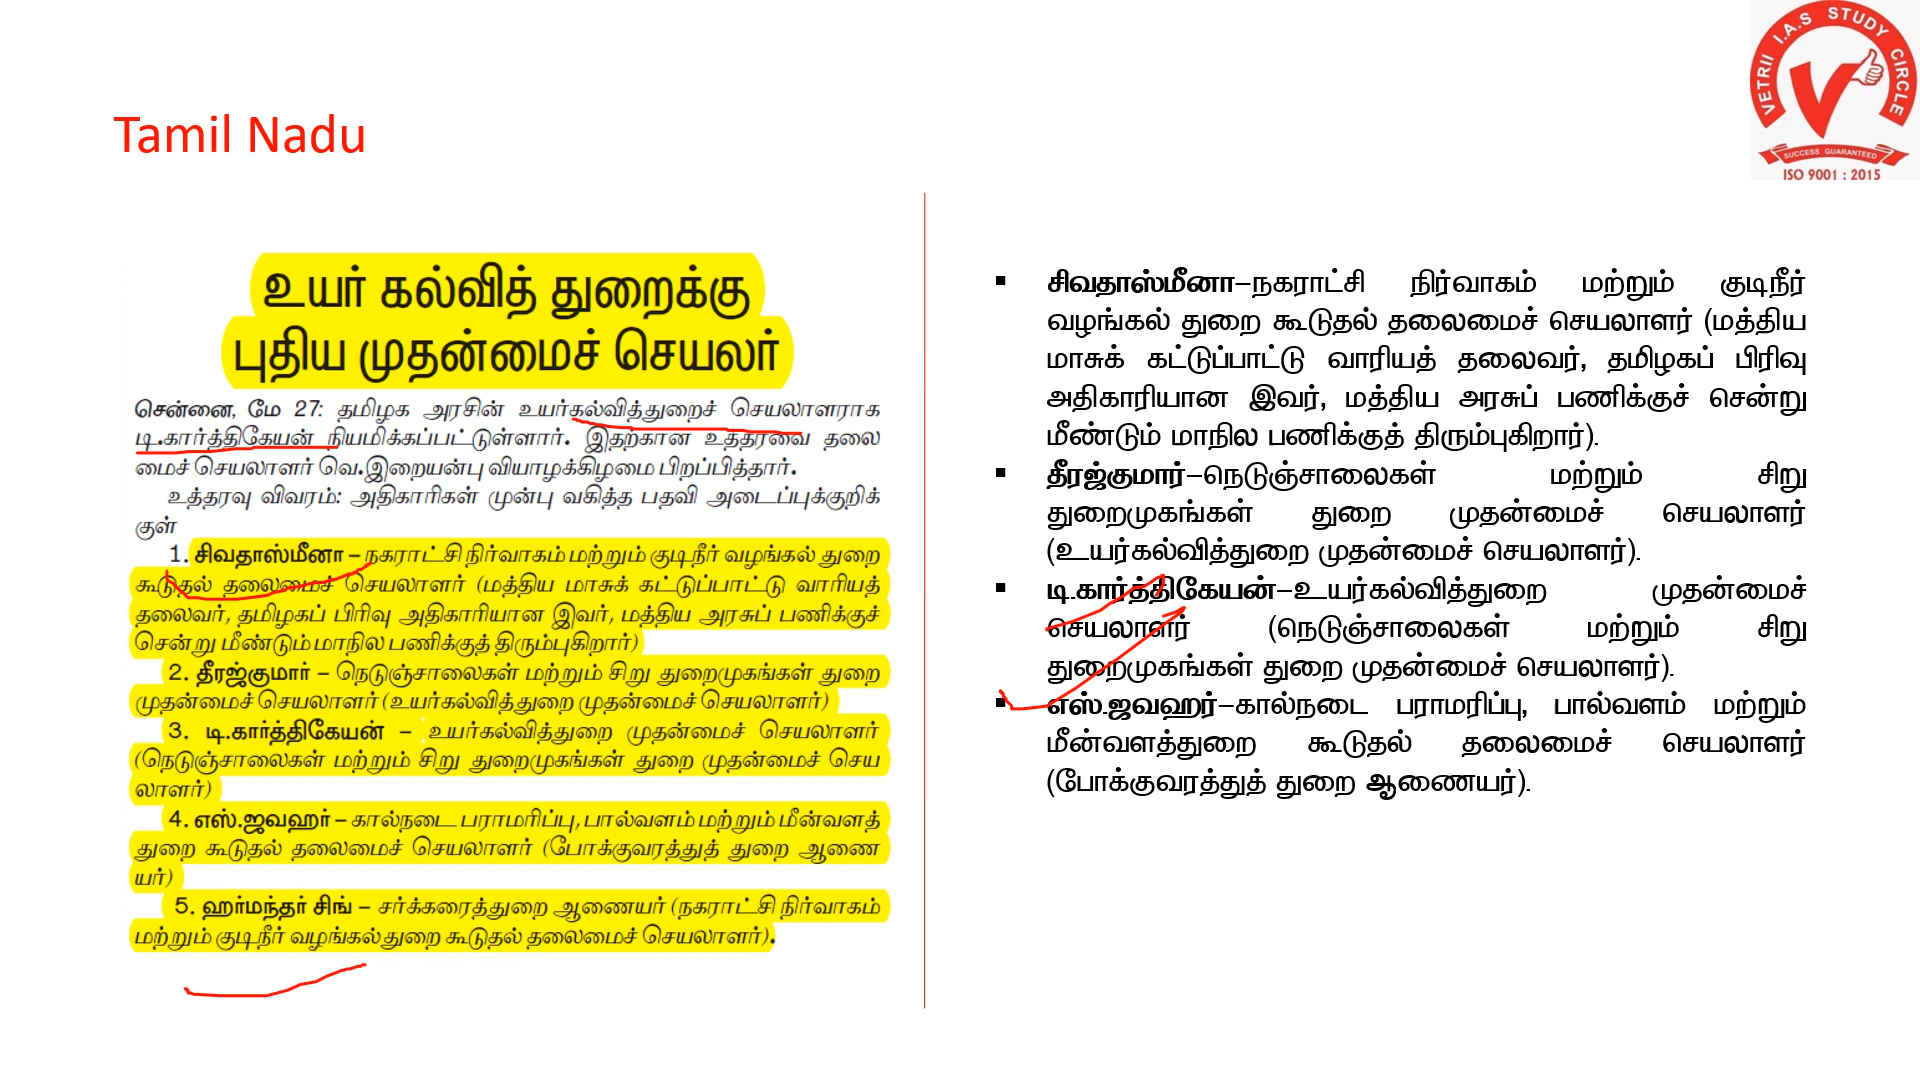 VETRII I.A.S STUDY CIRCLE
SUCCESS GUARANTEED
ISO 9001 : 2015
Tamil Nadu
உயர் கல்வித் துறைக்கு
புதிய முதன்மைச் செயலர்
சென்னை, மே 27: தமிழக அரசின் உயர்கல்வித்துறைச் செயலாளராக
டி.கார்த்திகேயன் நியமிக்கப்பட்டுள்ளார். இதற்கான உத்தரவை தலை
மைச் செயலாளர் வெ.இறையன்பு வியாழக்கிழமை பிறப்பித்தார்.
உத்தரவு விவரம்: அதிகாரிகள் முன்பு வகித்த பதவி அடைப்புக்குறிக்
குள்
1. சிவதாஸ்மீனா – நகராட்சி நிர்வாகம் மற்றும் குடிநீர் வழங்கல் துறை
கூடுதல் தலைமைச் செயலாளர் (மத்திய மாசுக் கட்டுப்பாட்டு வாரியத்
தலைவர், தமிழகப் பிரிவு அதிகாரியான இவர், மத்திய அரசுப் பணிக்குச்
சென்று மீண்டும் மாநில பணிக்குத் திரும்புகிறார்)
2. தீரஜ்குமார் – நெடுஞ்சாலைகள் மற்றும் சிறு துறைமுகங்கள் துறை
முதன்மைச் செயலாளர் (உயர்கல்வித்துறை முதன்மைச் செயலாளர்)
3. டி.கார்த்திகேயன் – உயர்கல்வித்துறை முதன்மைச் செயலாளர்
(நெடுஞ்சாலைகள் மற்றும் சிறு துறைமுகங்கள் துறை முதன்மைச் செய
லாளர்)
4. எஸ்.ஜவஹர் – கால்நடை பராமரிப்பு, பால்வளம் மற்றும் மீன்வளத்
துறை கூடுதல் தலைமைச் செயலாளர் (போக்குவரத்துத் துறை ஆணை
யர்)
5. ஹர்மந்தர் சிங் – சர்க்கரைத்துறை ஆணையர் (நகராட்சி நிர்வாகம்
மற்றும் குடிநீர் வழங்கல் துறை கூடுதல் தலைமைச் செயலாளர்).
▪ சிவதாஸ்மீனா–நகராட்சி நிர்வாகம் மற்றும் குடிநீர்
வழங்கல் துறை கூடுதல் தலைமைச் செயலாளர் (மத்திய
மாசுக் கட்டுப்பாட்டு வாரியத் தலைவர், தமிழகப் பிரிவு
அதிகாரியான இவர், மத்திய அரசுப் பணிக்குச் சென்று
மீண்டும் மாநில பணிக்குத் திரும்புகிறார்).
▪ தீரஜ்குமார்–நெடுஞ்சாலைகள் மற்றும் சிறு
துறைமுகங்கள் துறை முதன்மைச் செயலாளர்
(உயர்கல்வித்துறை முதன்மைச் செயலாளர்).
▪ டி.கார்த்திகேயன்–உயர்கல்வித்துறை முதன்மைச்
செயலாளர் (நெடுஞ்சாலைகள் மற்றும் சிறு
துறைமுகங்கள் துறை முதன்மைச் செயலாளர்).
▪ எஸ்.ஜவஹர்–கால்நடை பராமரிப்பு, பால்வளம் மற்றும்
மீன்வளத்துறை கூடுதல் தலைமைச் செயலாளர்
(போக்குவரத்துத் துறை ஆணையர்).